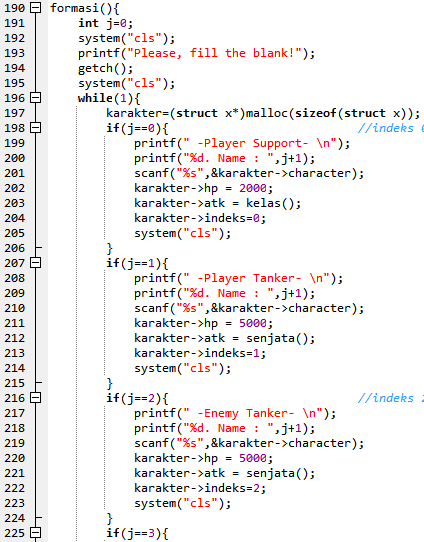 190 formasi(){
191 int j=0;
192 system("cls");
193 printf("Please, fill the blank!");
194 getch();
195 system("cls");
196 while(1){
197 karakter=(struct x*)malloc(sizeof(struct x));
198 if(j==0){ //indeks
199 printf(" -Player Support- \n");
200 printf("%d. Name : ",j+1);
201 scanf("%s",&karakter->character);
202 karakter->hp = 2000;
203 karakter->atk = kelas();
204 karakter->indeks=0;
205 system("cls");
206 }
207 if(j==1){
208 printf(" -Player Tanker- \n");
209 printf("%d. Name : ",j+1);
210 scanf("%s",&karakter->character);
211 karakter->hp = 5000;
212 karakter->atk = senjata();
213 karakter->indeks=1;
214 system("cls");
215 }
216 if(j==2){ //indeks
217 printf(" -Enemy Tanker- \n");
218 printf("%d. Name : ",j+1);
219 scanf("%s",&karakter->character);
220 karakter->hp = 5000;
221 karakter->atk = senjata();
222 karakter->indeks=2;
223 system("cls");
224 }
225 if(j==3){